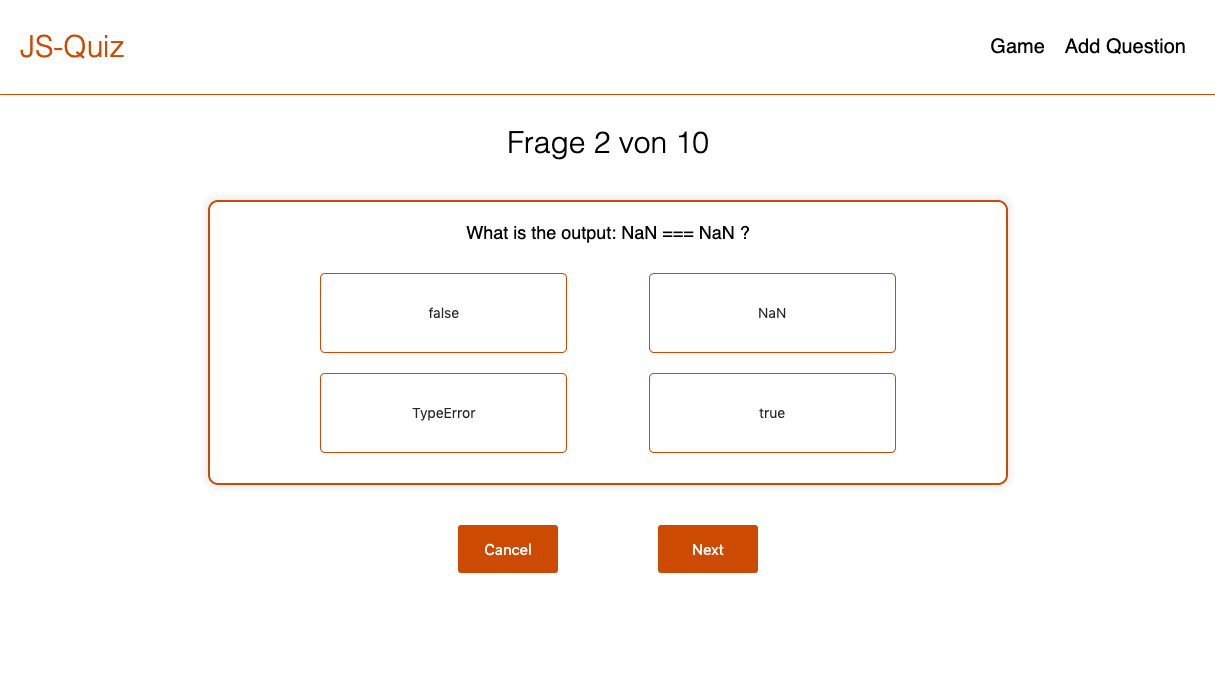 JS-Quiz
Game Add Question
Frage 2 von 10
What is the output: NaN === NaN ?
false NaN
TypeError true
Cancel Next